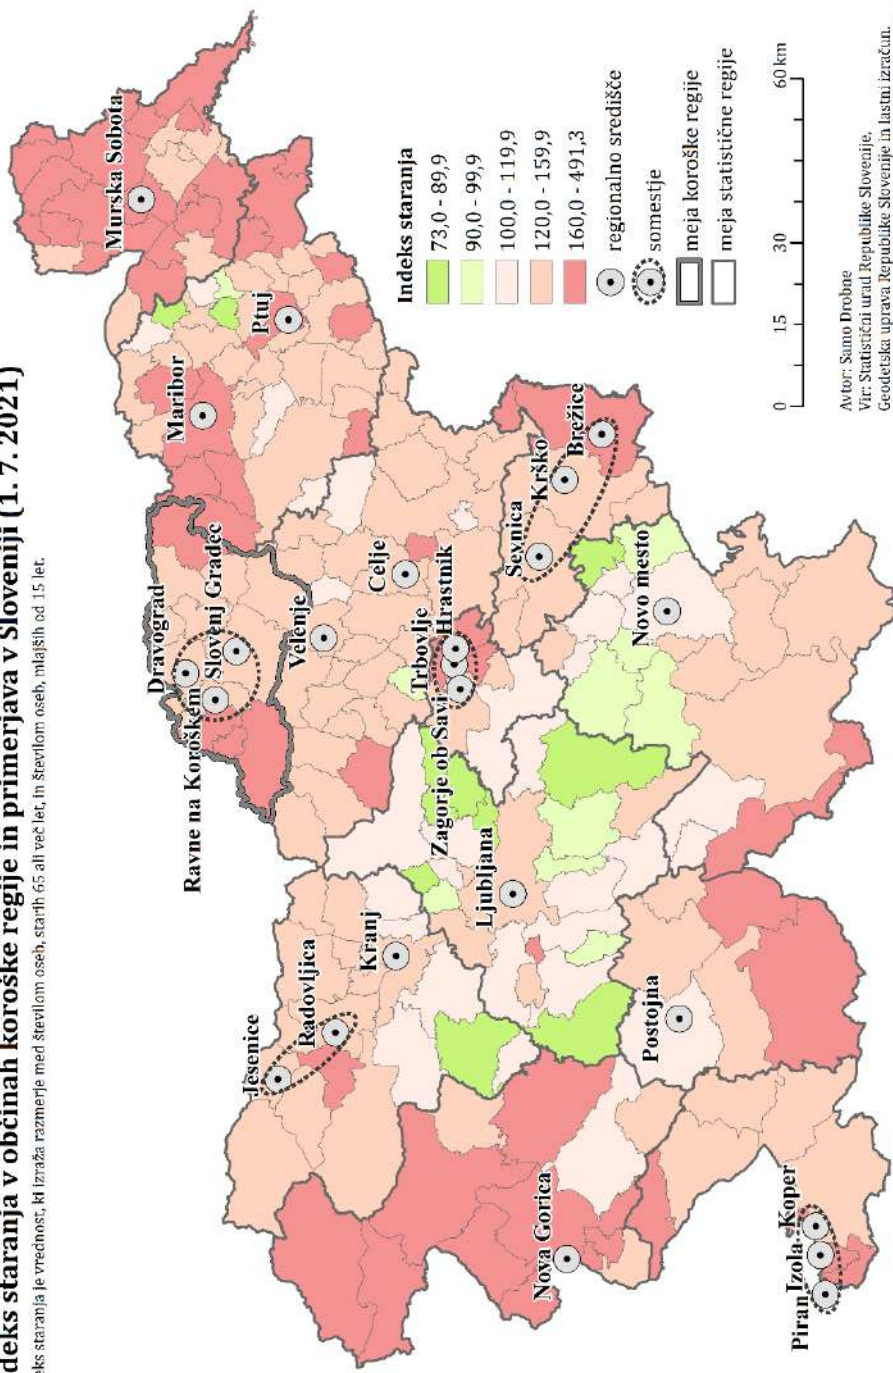 deks staranja v občinah koroške regije in primerjava v Sloveniji (1. 7. 2021)
eks staranja je vrednost, ki izraža razmerje med številom oseb, starih 65 ali več let, in številom oseb, mlajših od 15 let.
Murska Sobota
Maribor
Ptuj
Dravograd
Ravne na Koroškem
Slovenj Gradec
Velenje
Celje
Jesenice
Radovljica
Kranj
Trbovlje
Hrastnik
Zagorje ob Savi
Ljubljana
Sevnica
Krško
Brežice
Novo mesto
Postojna
Nova Gorica
Piran
Izola
Koper
Indeks staranja
73,0 - 89,9
90,0 - 99,9
100,0 - 119,9
120,0 - 159,9
160,0 - 491,3
regionalno središče
somestje
meja koroške regije
meja statistične regije
0 15 30 60 km
Avtor: Samo Drobne
Vir: Statistični urad Republike Slovenije,
Geodetska uprava Republike Slovenije in lastni izračun.